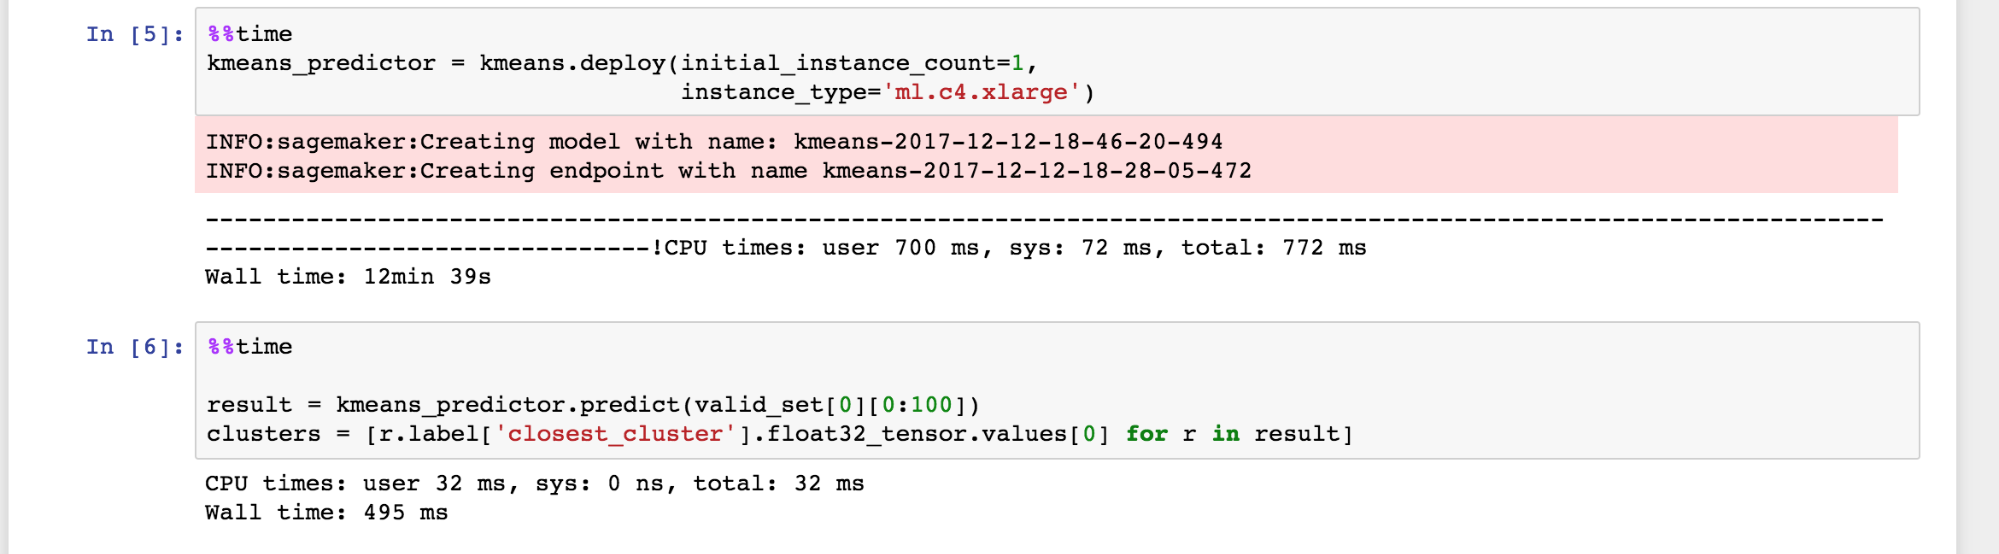 In [5]: %%time
kmeans_predictor = kmeans.deploy(initial_instance_count=1,
instance_type='ml.c4.xlarge')
INFO:sagemaker:Creating model with name: kmeans-2017-12-12-18-46-20-494
INFO:sagemaker:Creating endpoint with name kmeans-2017-12-12-18-28-05-472
---------------------------------------------------------------------------------------------------------------------
-------------------------------!CPU times: user 700 ms, sys: 72 ms, total: 772 ms
Wall time: 12min 39s
In [6]: %%time
result = kmeans_predictor.predict(valid_set[0][0:100])
clusters = [r.label['closest_cluster'].float32_tensor.values[0] for r in result]
CPU times: user 32 ms, sys: 0 ns, total: 32 ms
Wall time: 495 ms